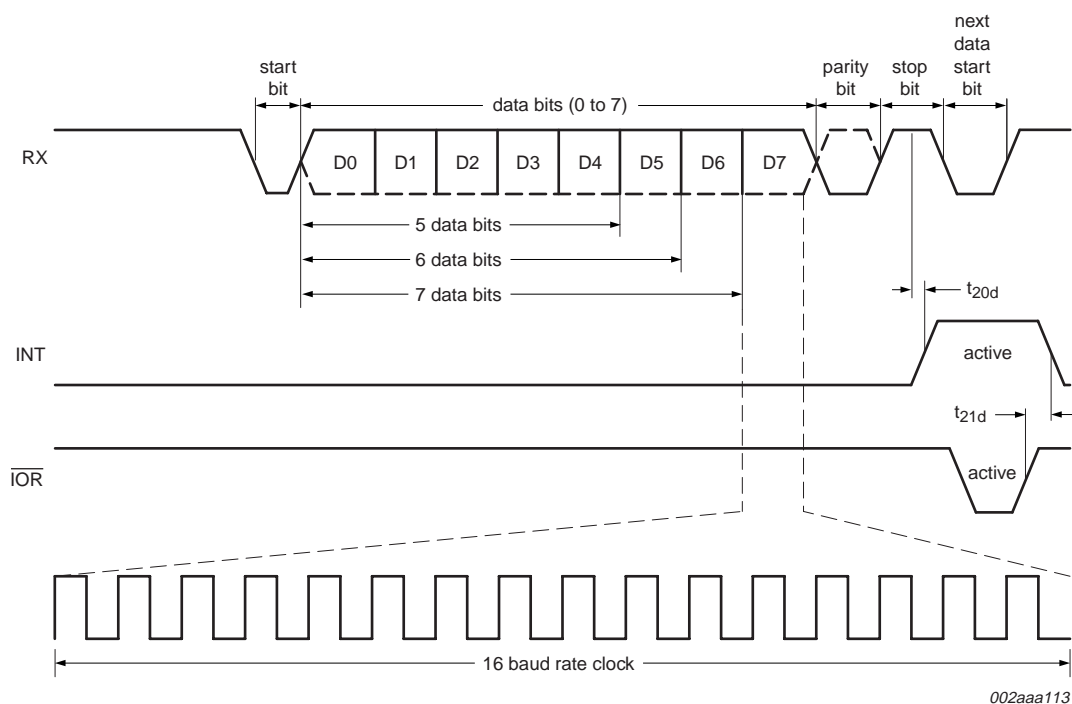 next
data
start
bit
start
bit
parity
bit
stop
bit
data bits (0 to 7)
RX
D0 D1 D2 D3 D4 D5 D6 D7
5 data bits
6 data bits
7 data bits
t20d
INT
active
t21d
IOR
active
16 baud rate clock
002aaa113